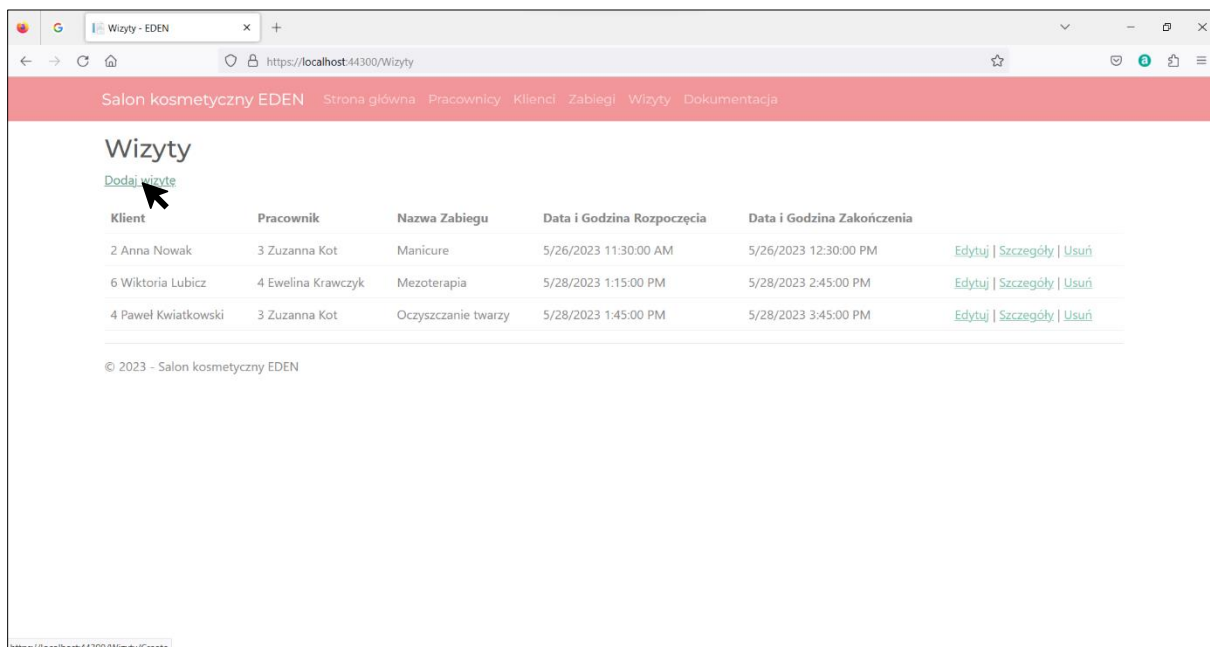 Wizyty - EDEN
https://localhost:44300/Wizyty
Salon kosmetyczny EDEN Strona główna Pracownicy Klienci Zabiegi Wizyty Dokumentacja
Wizyty
Dodaj wizytę
Klient Pracownik Nazwa Zabiegu Data i Godzina Rozpoczęcia Data i Godzina Zakończenia
2 Anna Nowak 3 Zuzanna Kot Manicure 5/26/2023 11:30:00 AM 5/26/2023 12:30:00 PM Edytuj | Szczegóły | Usuń
6 Wiktoria Lubicz 4 Ewelina Krawczyk Mezoterapia 5/28/2023 1:15:00 PM 5/28/2023 2:45:00 PM Edytuj | Szczegóły | Usuń
4 Paweł Kwiatkowski 3 Zuzanna Kot Oczyszczanie twarzy 5/28/2023 1:45:00 PM 5/28/2023 3:45:00 PM Edytuj | Szczegóły | Usuń
© 2023 - Salon kosmetyczny EDEN